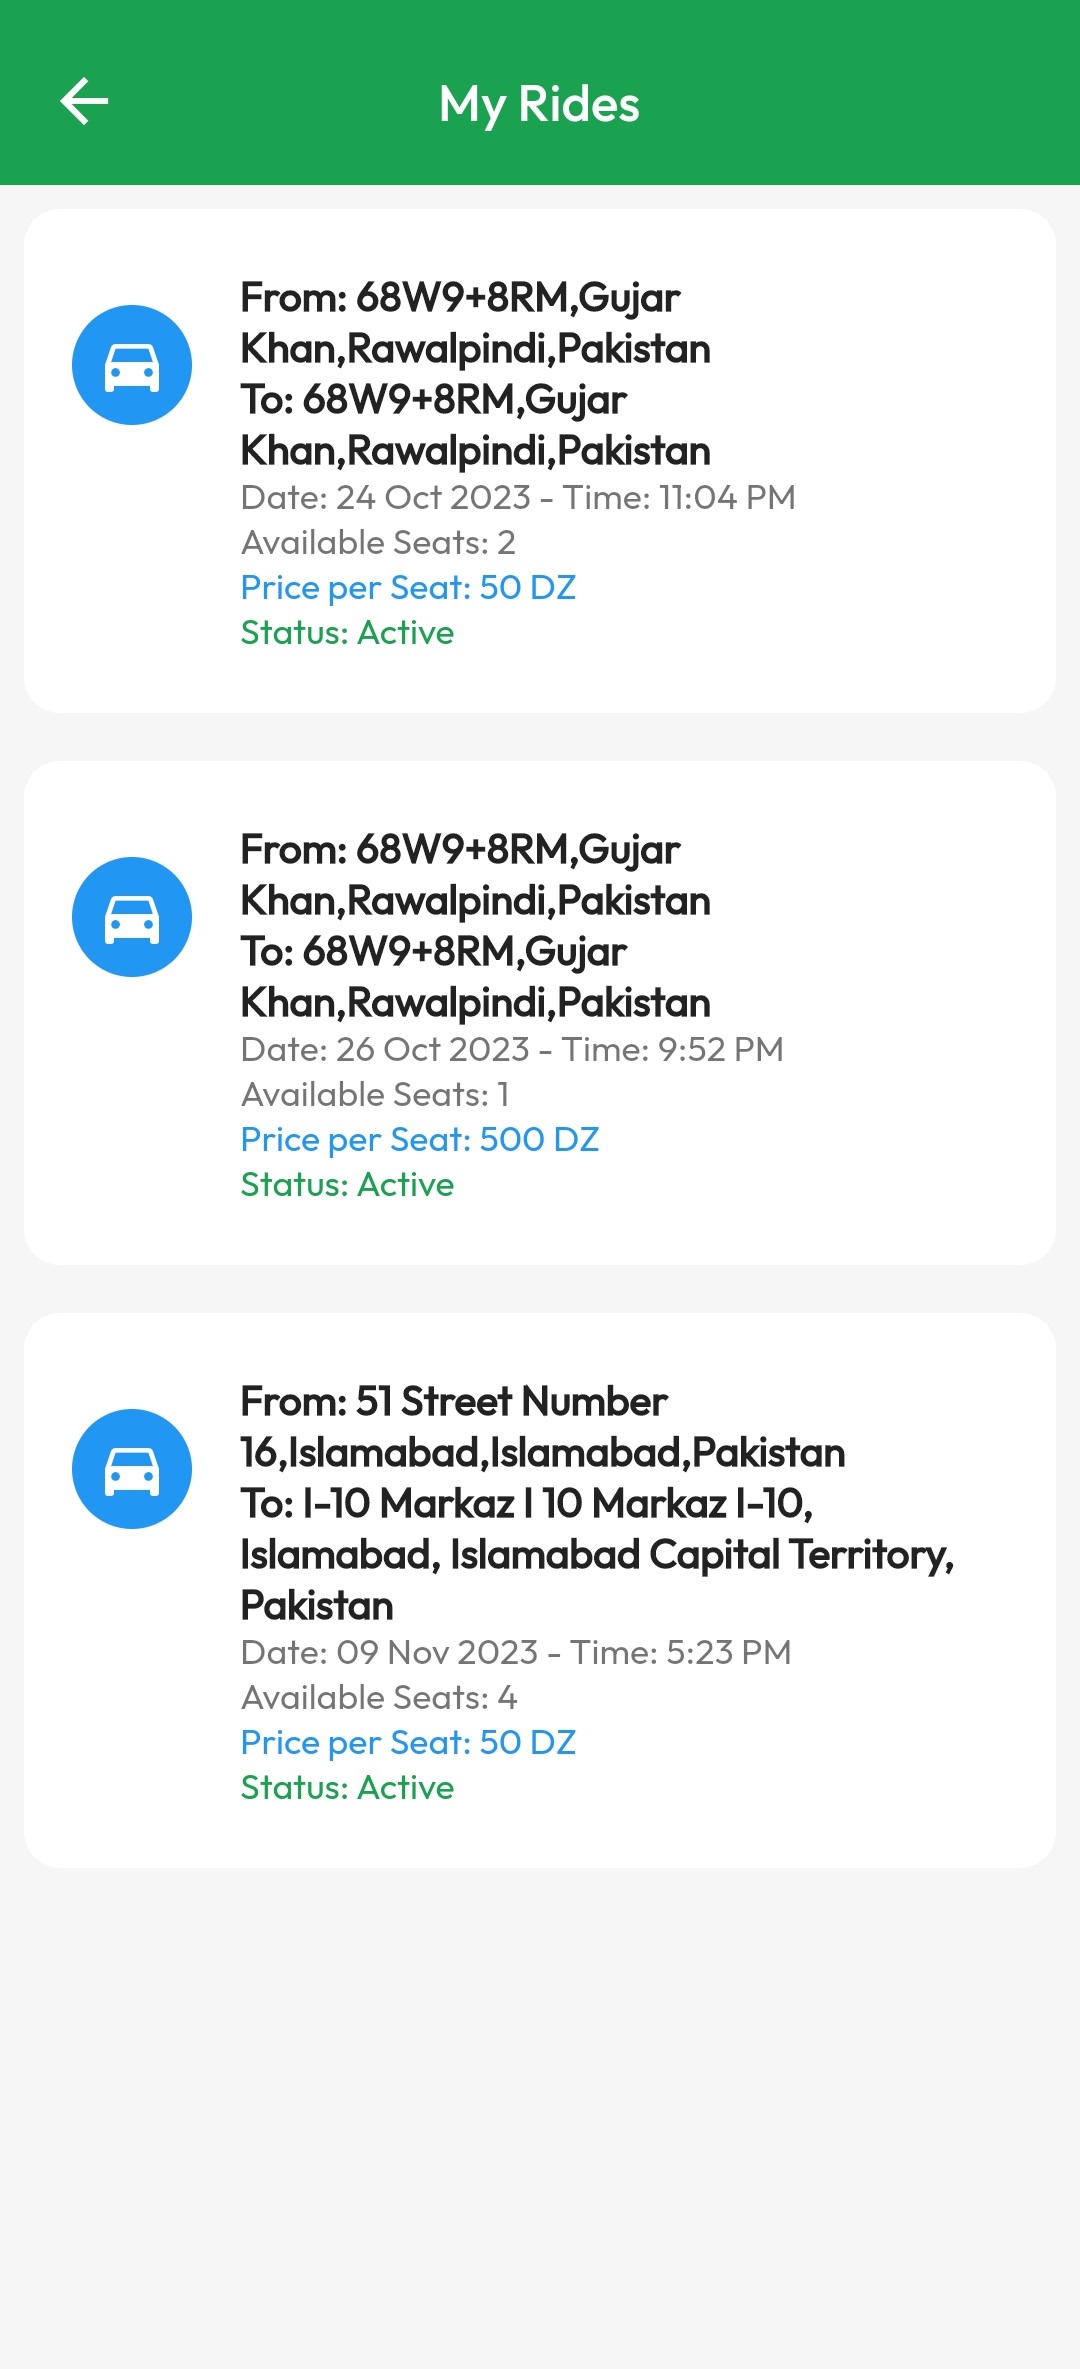 My Rides
From: 68W9+8RM,Gujar
Khan,Rawalpindi,Pakistan
To: 68W9+8RM,Gujar
Khan,Rawalpindi,Pakistan
Date: 24 Oct 2023 - Time: 11:04 PM
Available Seats: 2
Price per Seat: 50 DZ
Status: Active
From: 68W9+8RM,Gujar
Khan,Rawalpindi,Pakistan
To: 68W9+8RM,Gujar
Khan,Rawalpindi,Pakistan
Date: 26 Oct 2023 - Time: 9:52 PM
Available Seats: 1
Price per Seat: 500 DZ
Status: Active
From: 51 Street Number
16,Islamabad,Islamabad,Pakistan
To: I-10 Markaz I 10 Markaz I-10,
Islamabad, Islamabad Capital Territory,
Pakistan
Date: 09 Nov 2023 - Time: 5:23 PM
Available Seats: 4
Price per Seat: 50 DZ
Status: Active